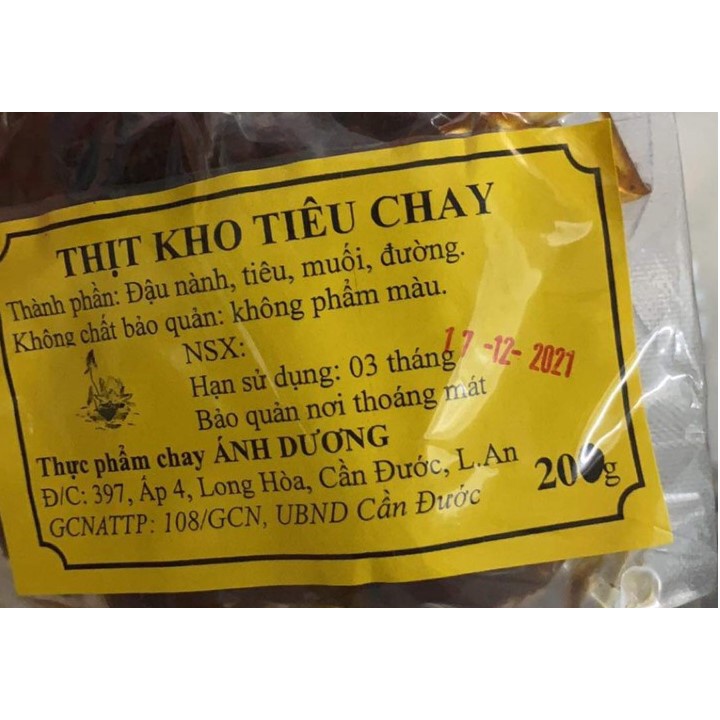 THỊT KHO TIÊU CHAY
Thành phần: Đậu nành, tiêu, muối, đường.
Không chất bảo quản: không phẩm màu.
NSX:
17-12-2021
Hạn sử dụng: 03 tháng
Bảo quản nơi thoáng mát
Thực phẩm chay ÁNH DƯƠNG
Đ/C: 397, Ấp 4, Long Hòa, Cần Đước, L.An
GCNATTP: 108/GCN, UBND Cần Đước
200g